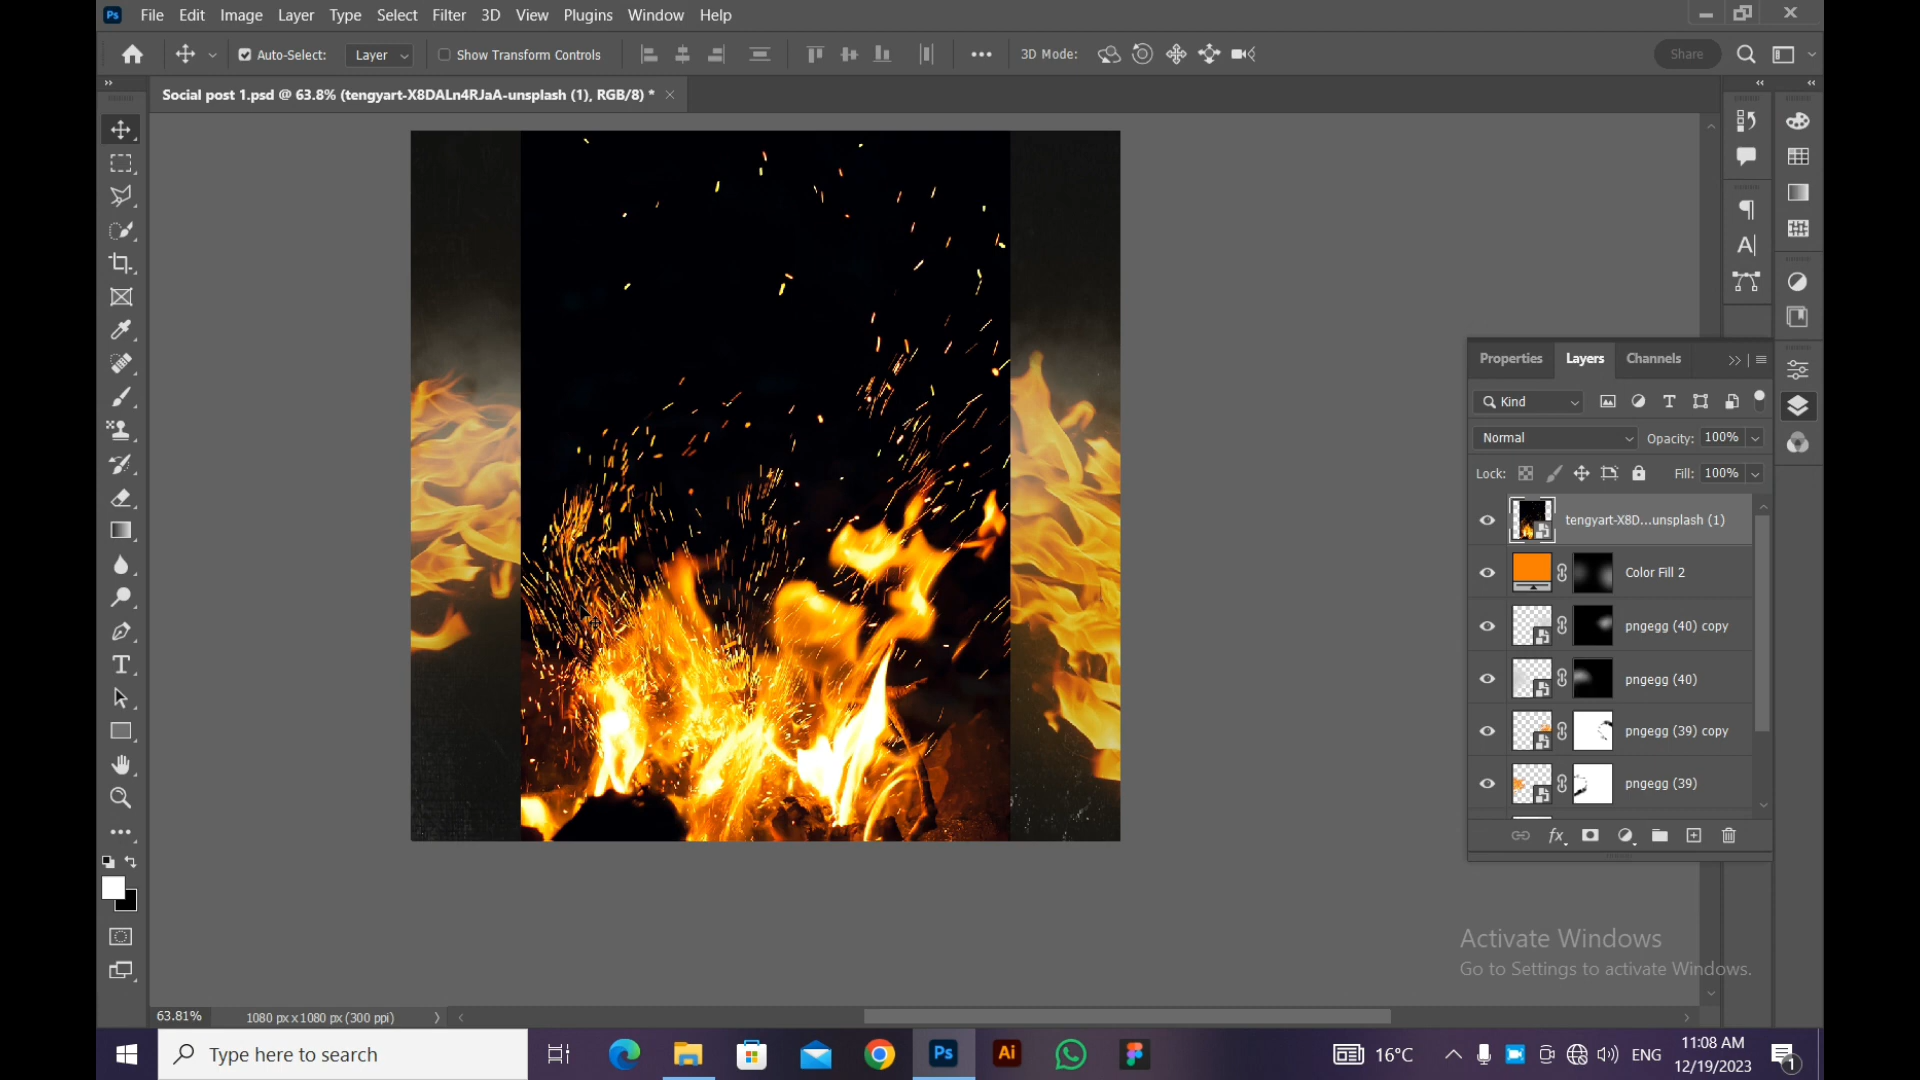 Ps File Edit Image Layer Type Select Filter 3D View Plugins Window Help
Auto-Select: Layer Show Transform Controls 3D Mode: Share
Social post 1.psd @ 63.8% (tengyart-X8DALn4RJaA-unsplash (1), RGB/8) *
Properties Layers Channels
Kind
Normal Opacity: 100%
Lock: Fill: 100%
tengyart-X8D...unsplash (1)
Color Fill 2
pngegg (40) copy
pngegg (40)
pngegg (39) copy
pngegg (39)
fx
Activate Windows
Go to Settings to activate Windows.
63.81% 1080 px x 1080 px (300 ppi)
Type here to search
Ps
Ai
16°C
ENG
11:08 AM
12/19/2023
1